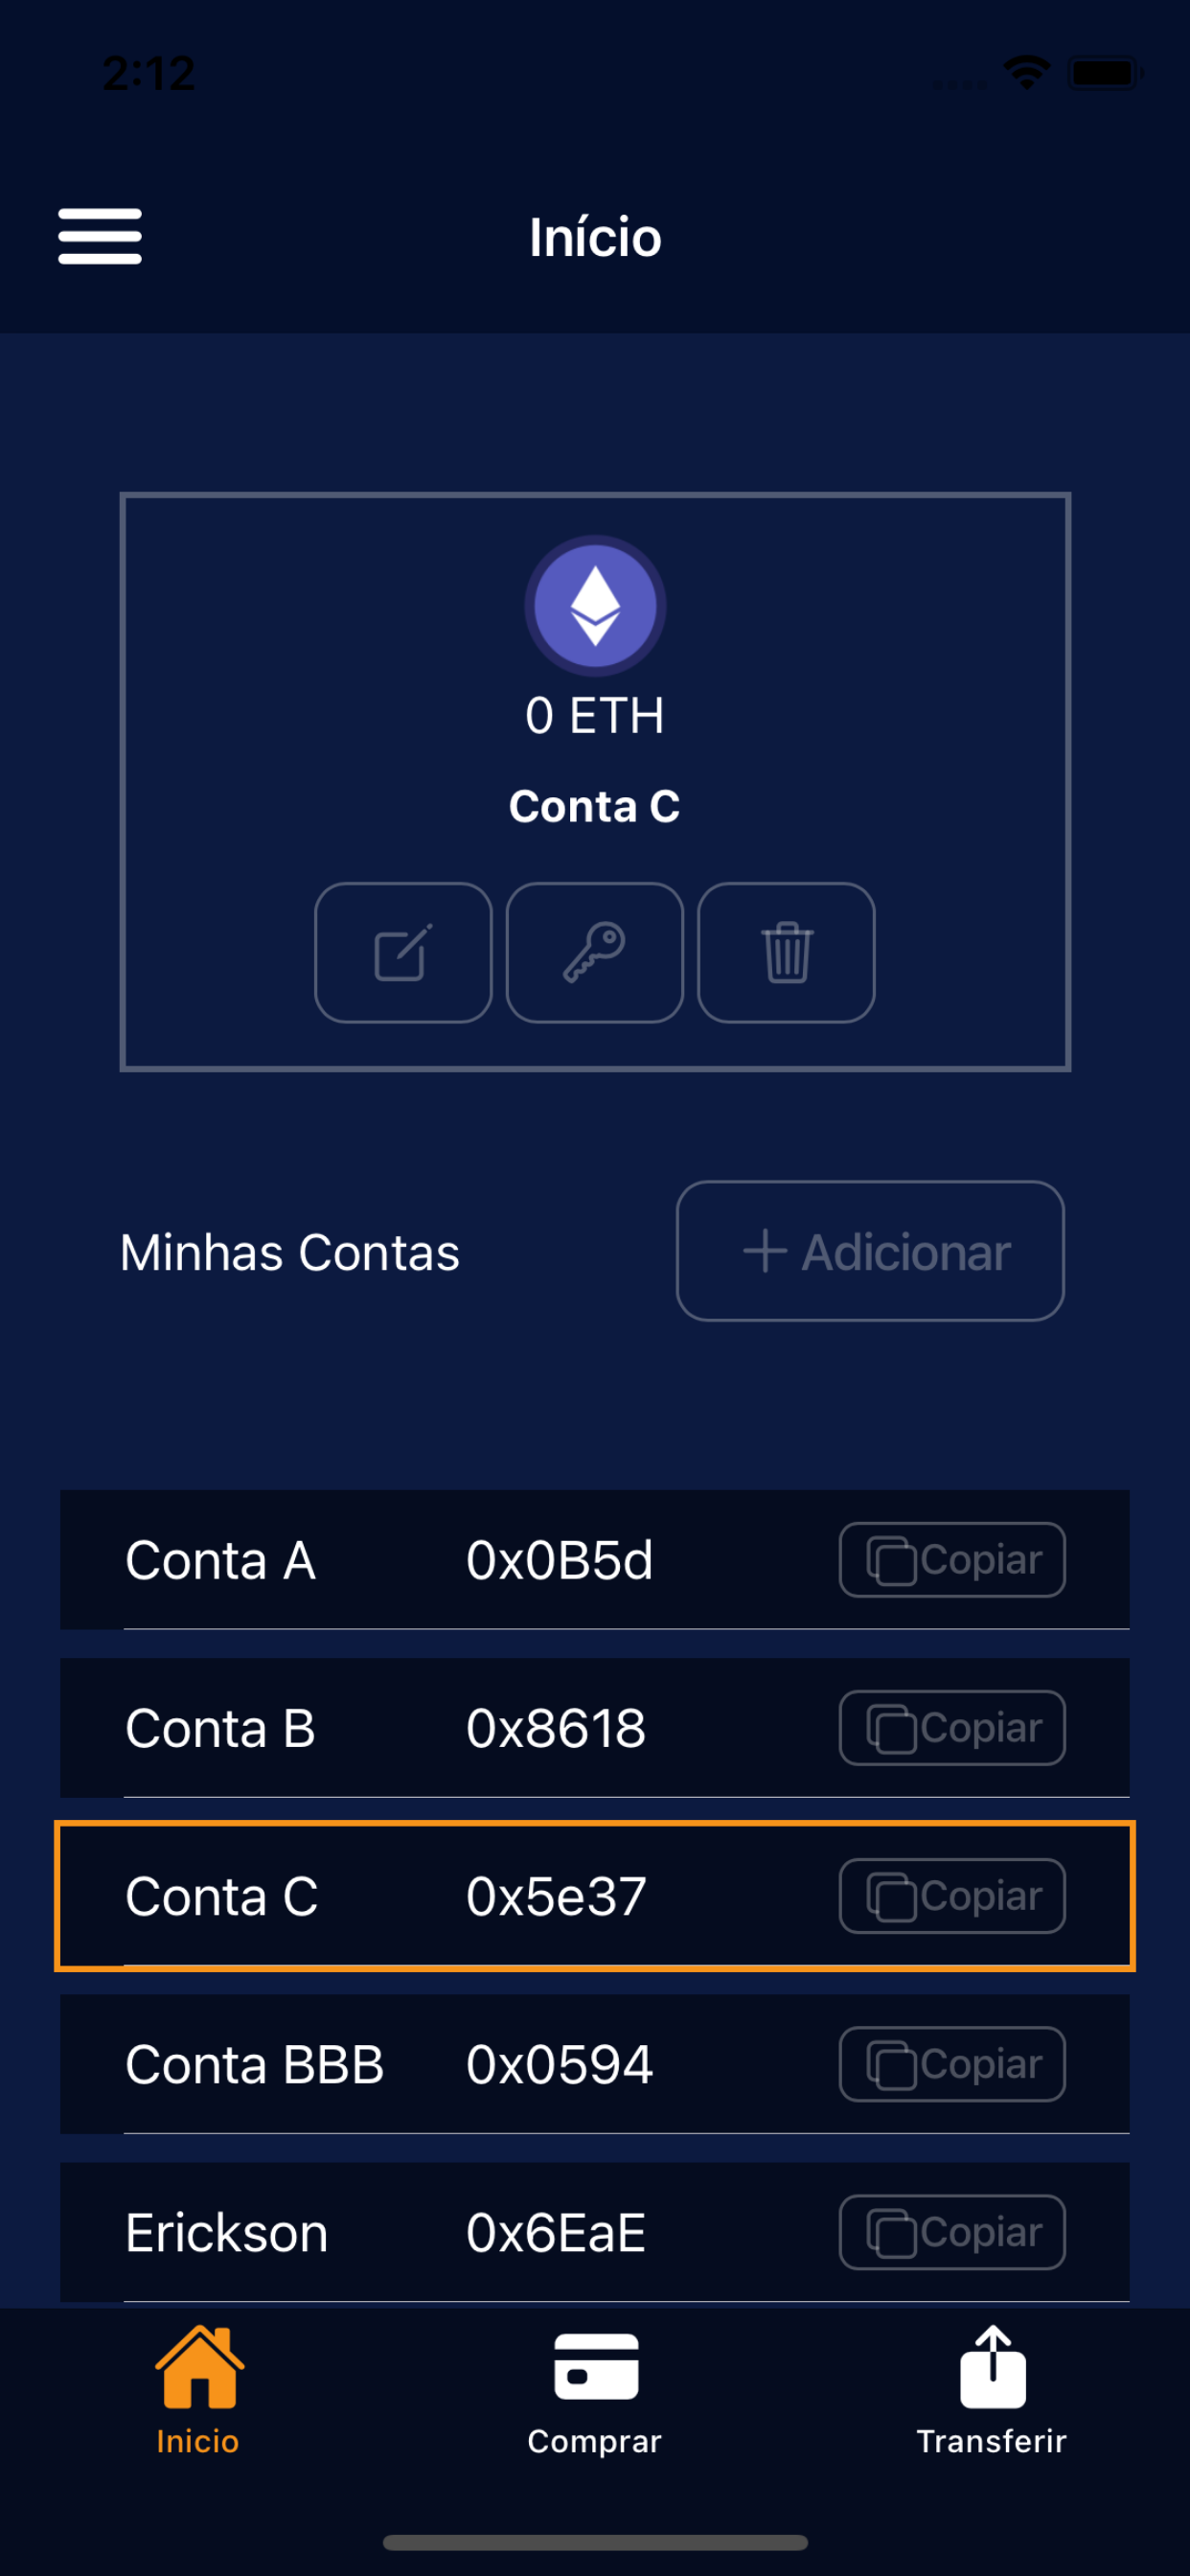 2:12
Início
0 ETH
Conta C
Minhas Contas
Adicionar
Conta A 0x0B5d Copiar
Conta B 0x8618 Copiar
Conta C 0x5e37 Copiar
Conta BBB 0x0594 Copiar
Erickson 0x6EaE Copiar
Inicio Comprar Transferir